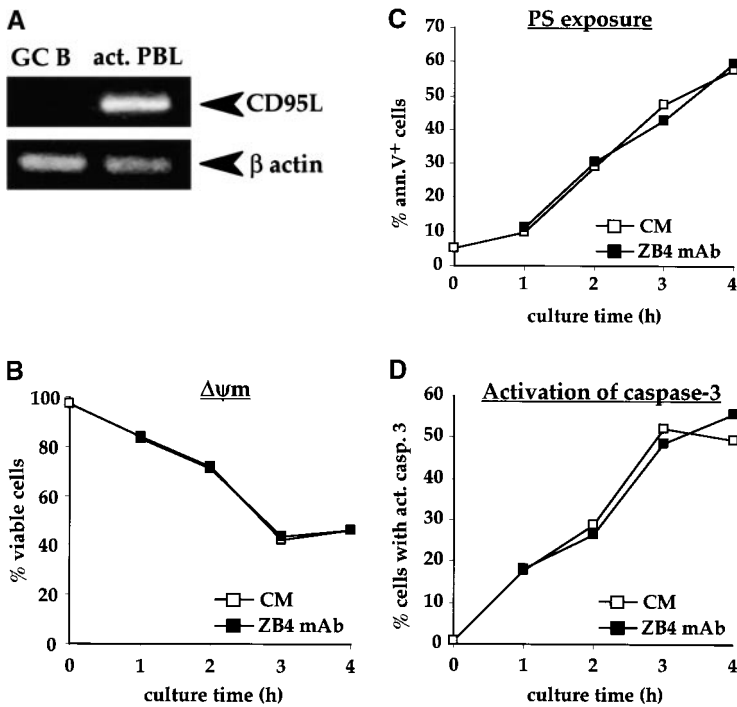 A
GC B act. PBL
CD95L
β actin
B
Δψm
% viable cells
100
80
60
40
20
0
CM
ZB4 mAb
0 1 2 3 4
culture time (h)
C
PS exposure
% ann.V+ cells
60
50
40
30
20
10
0
CM
ZB4 mAb
0 1 2 3 4
culture time (h)
D
Activation of caspase-3
% cells with act. casp. 3
60
50
40
30
20
10
0
CM
ZB4 mAb
0 1 2 3 4
culture time (h)